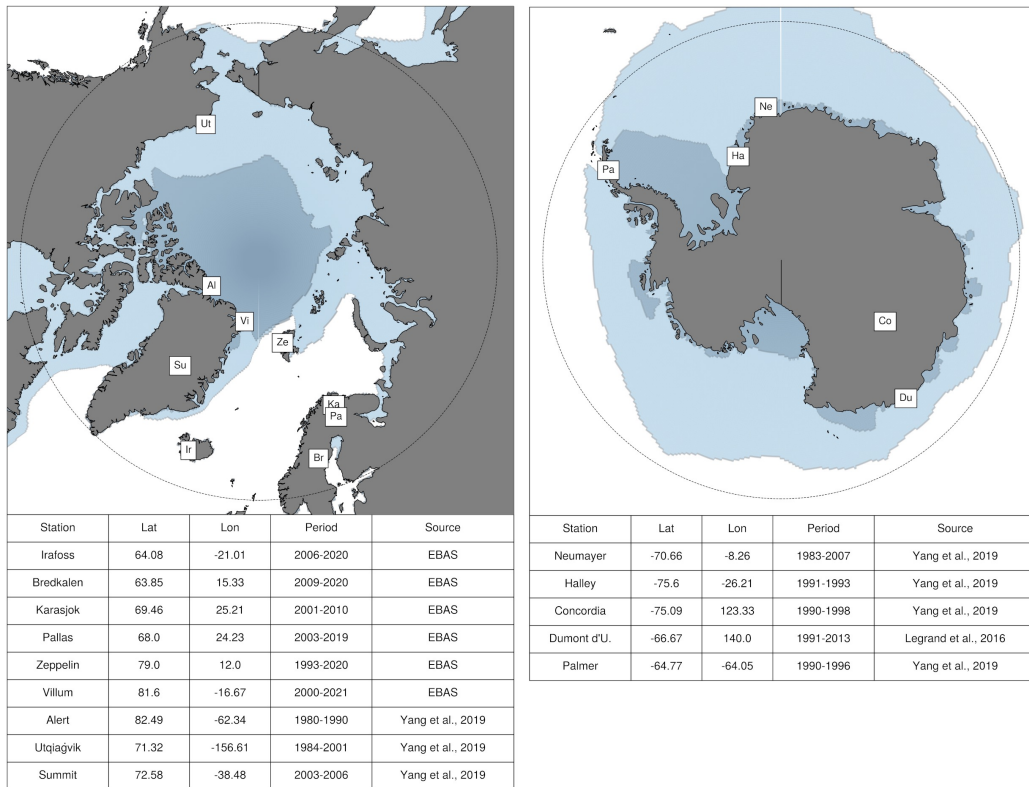 Ut
Al
Vi
Ze
Su
Ka
Pa
Ir
Br
Station Lat Lon Period Source
Irafoss 64.08 -21.01 2006-2020 EBAS
Bredkalen 63.85 15.33 2009-2020 EBAS
Karasjok 69.46 25.21 2001-2010 EBAS
Pallas 68.0 24.23 2003-2019 EBAS
Zeppelin 79.0 12.0 1993-2020 EBAS
Villum 81.6 -16.67 2000-2021 EBAS
Alert 82.49 -62.34 1980-1990 Yang et al., 2019
Utqiaġvik 71.32 -156.61 1984-2001 Yang et al., 2019
Summit 72.58 -38.48 2003-2006 Yang et al., 2019
Ne
Ha
Pa
Co
Du
Station Lat Lon Period Source
Neumayer -70.66 -8.26 1983-2007 Yang et al., 2019
Halley -75.6 -26.21 1991-1993 Yang et al., 2019
Concordia -75.09 123.33 1990-1998 Yang et al., 2019
Dumont d'U. -66.67 140.0 1991-2013 Legrand et al., 2016
Palmer -64.77 -64.05 1990-1996 Yang et al., 2019